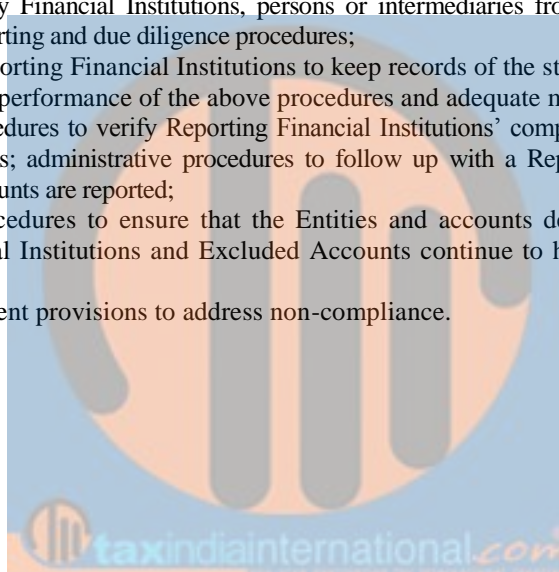 y Financial Institutions, persons or intermediaries fro
rting and due diligence procedures;
orting Financial Institutions to keep records of the st
performance of the above procedures and adequate m
edures to verify Reporting Financial Institutions' comp
s; administrative procedures to follow up with a Rep
unts are reported;
cedures to ensure that the Entities and accounts de
al Institutions and Excluded Accounts continue to h
ent provisions to address non-compliance.
taxindiainternational.com